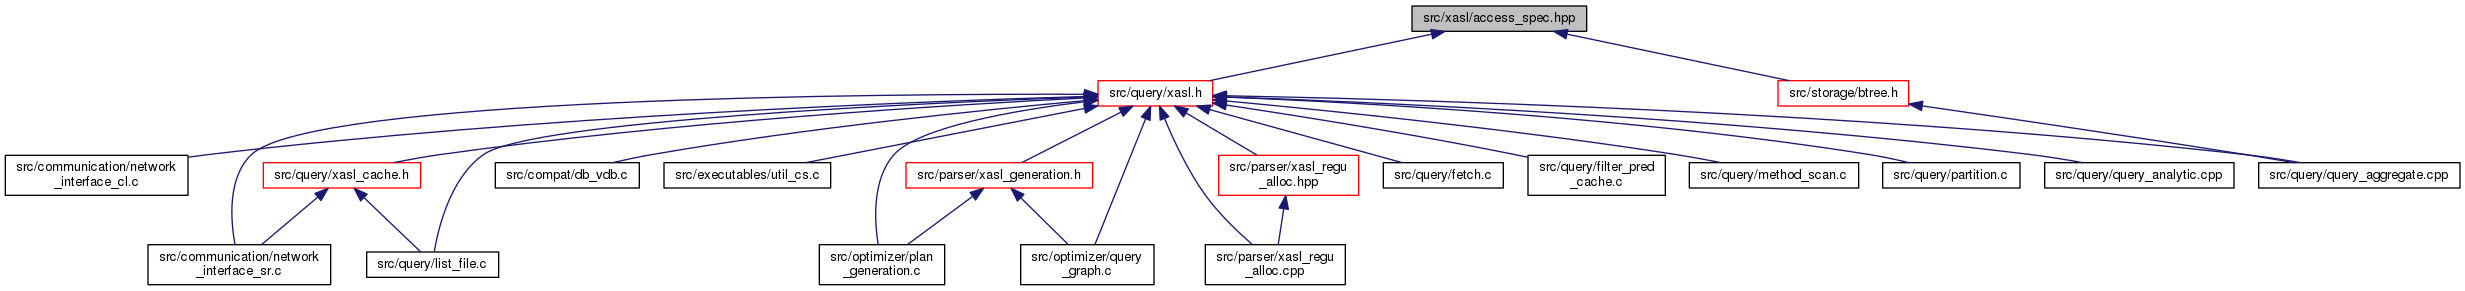 src/xasl/access_spec.hpp
src/query/xasl.h
src/storage/btree.h
src/communication/network
_interface_cl.c
src/query/xasl_cache.h
src/compat/db_vdb.c
src/executables/util_cs.c
src/parser/xasl_generation.h
src/parser/xasl_regu
_alloc.hpp
src/query/fetch.c
src/query/filter_pred
_cache.c
src/query/method_scan.c
src/query/partition.c
src/query/query_analytic.cpp
src/query/query_aggregate.cpp
src/communication/network
_interface_sr.c
src/query/list_file.c
src/optimizer/plan
_generation.c
src/optimizer/query
_graph.c
src/parser/xasl_regu
_alloc.cpp